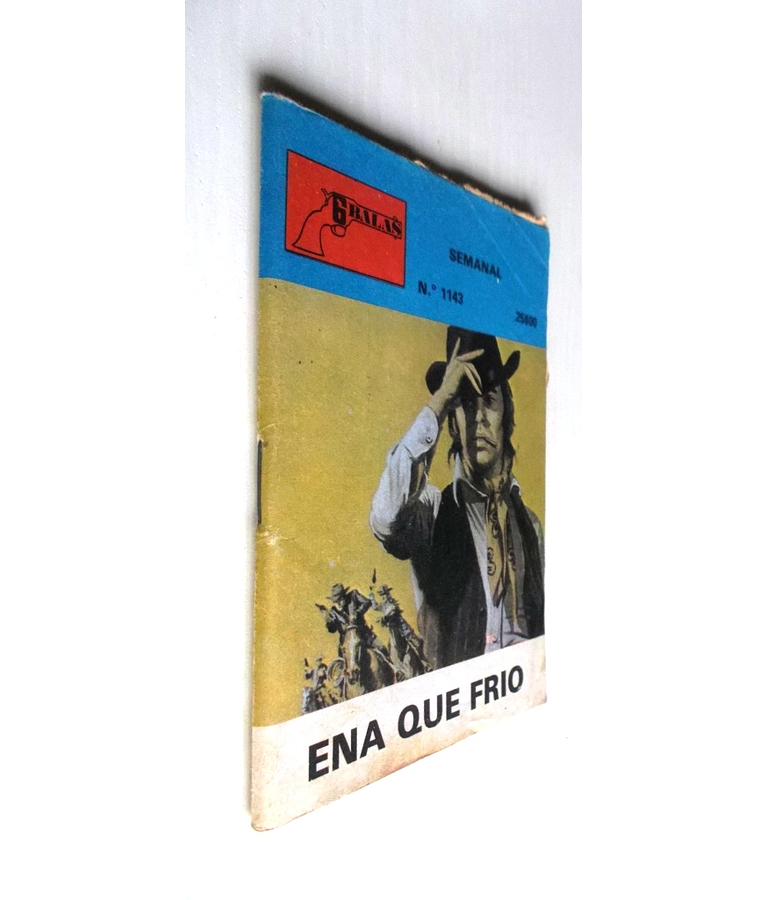 6 BALAS
SEMANAL
N.º 1143
25$00
ENA QUE FRIO